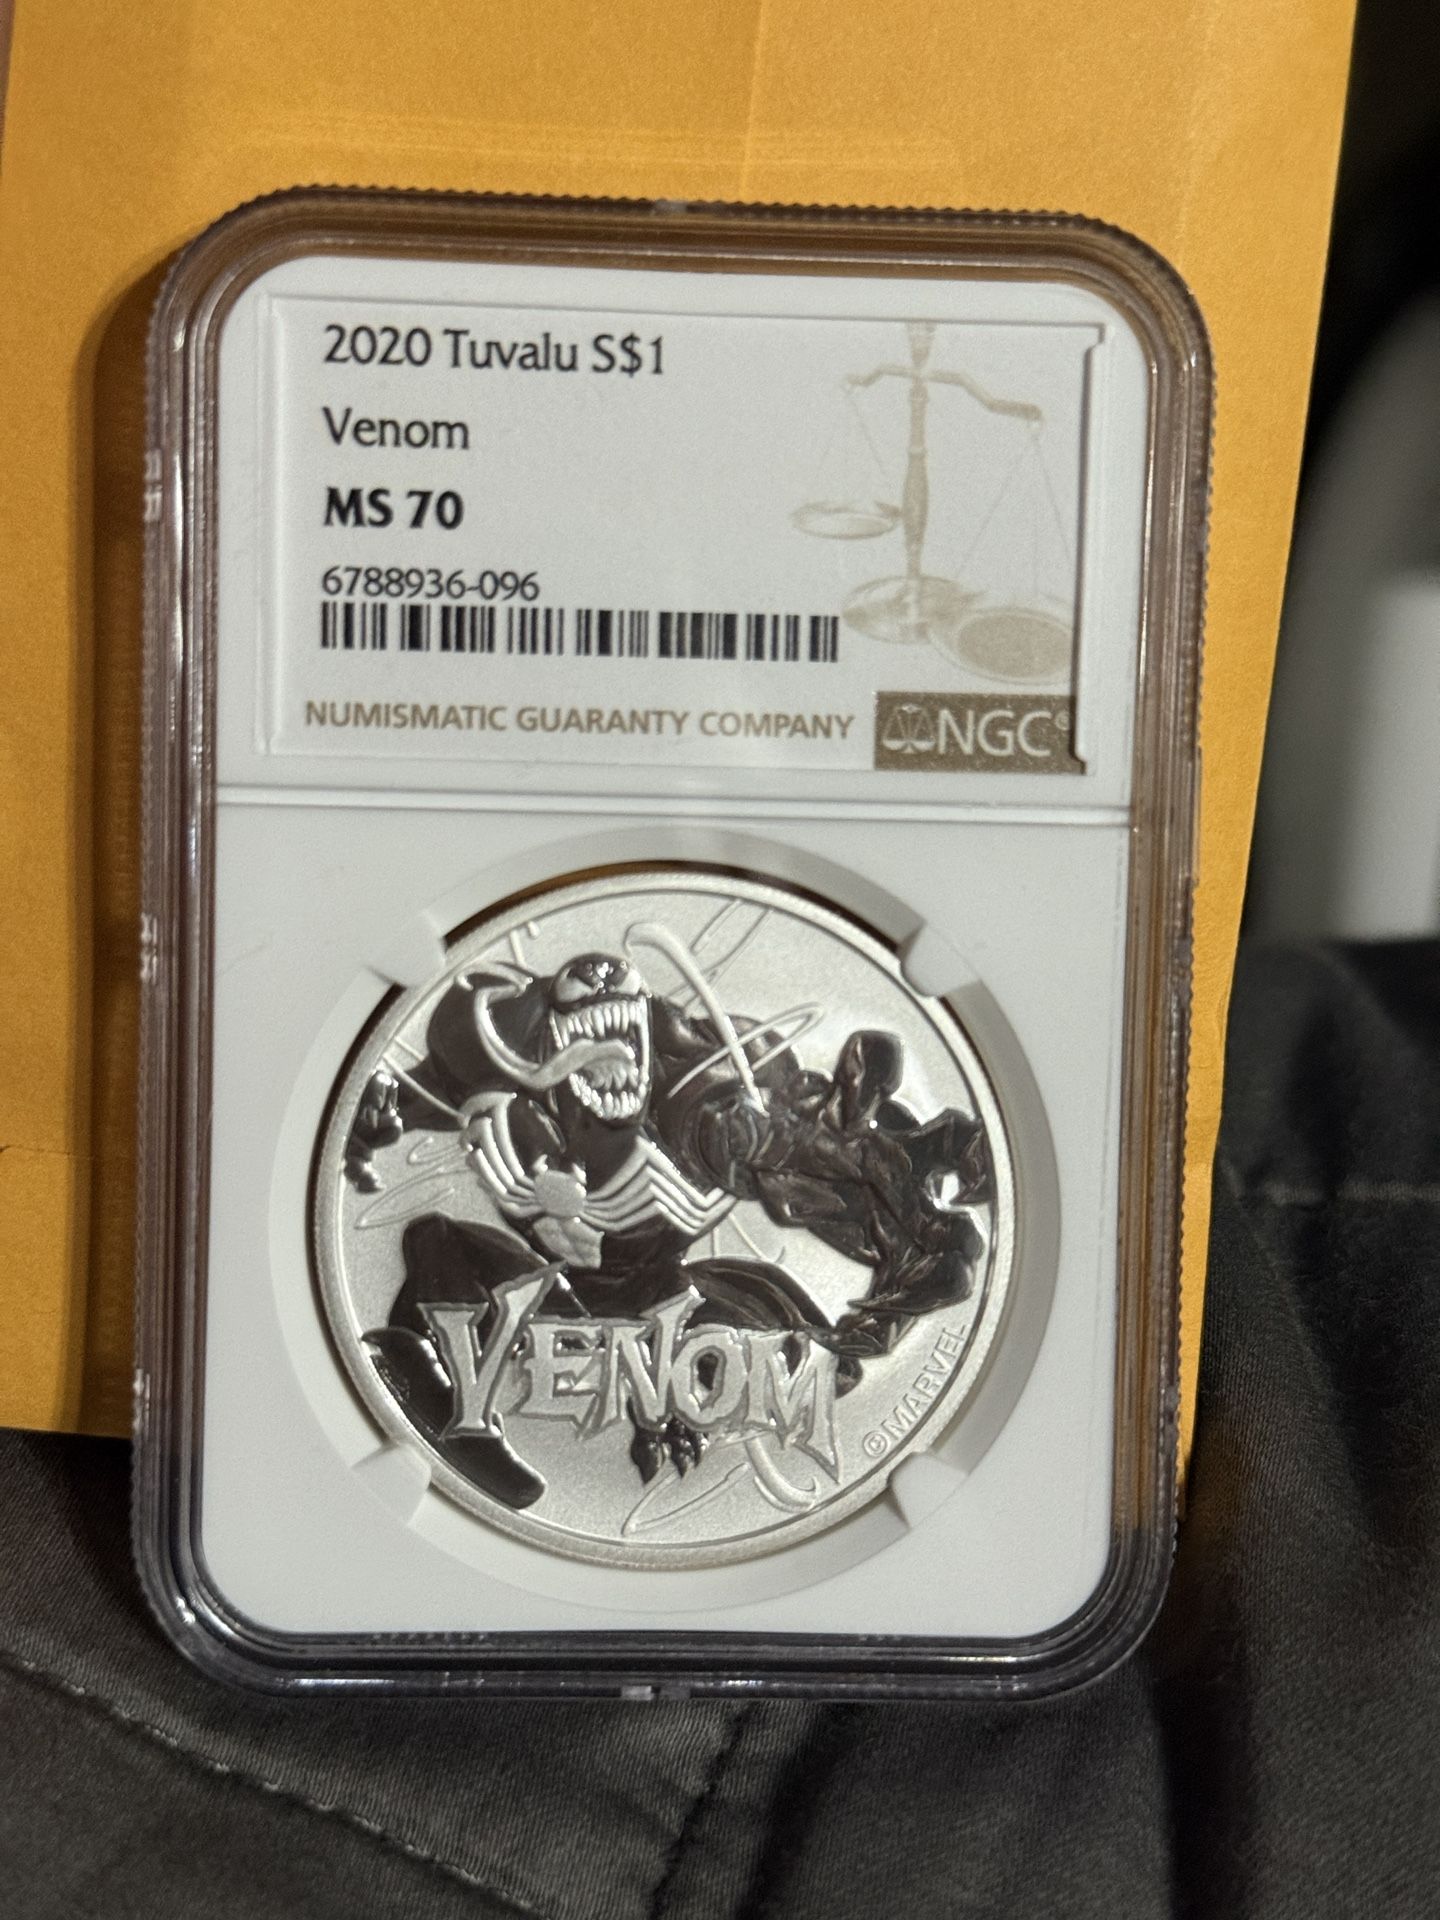 2020 Tuvalu S$1
Venom
MS 70
6788936-096
NUMISMATIC GUARANTY COMPANY
NGC®
VENOM
©MARVEL